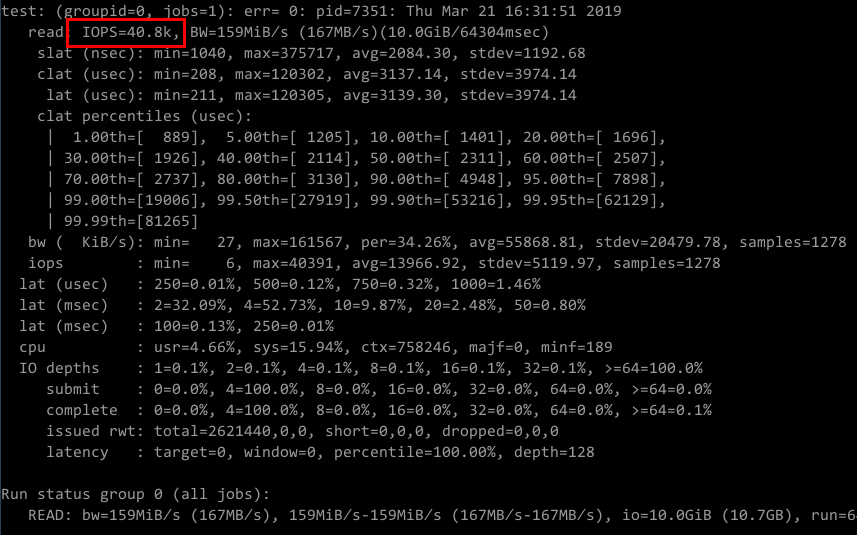 test: (groupid=0, jobs=1): err= 0: pid=7351: Thu Mar 21 16:31:51 2019
read IOPS=40.8k, BW=159MiB/s (167MB/s)(10.0GiB/64304msec)
slat (nsec): min=1040, max=375717, avg=2084.30, stdev=1192.68
clat (usec): min=208, max=120302, avg=3137.14, stdev=3974.14
lat (usec): min=211, max=120305, avg=3139.30, stdev=3974.14
clat percentiles (usec):
| 1.00th=[ 889], 5.00th=[ 1205], 10.00th=[ 1401], 20.00th=[ 1696],
| 30.00th=[ 1926], 40.00th=[ 2114], 50.00th=[ 2311], 60.00th=[ 2507],
| 70.00th=[ 2737], 80.00th=[ 3130], 90.00th=[ 4948], 95.00th=[ 7898],
| 99.00th=[19006], 99.50th=[27919], 99.90th=[53216], 99.95th=[62129],
| 99.99th=[81265]
bw ( KiB/s): min= 27, max=161567, per=34.26%, avg=55868.81, stdev=20479.78, samples=1278
iops : min= 6, max=40391, avg=13966.92, stdev=5119.97, samples=1278
lat (usec) : 250=0.01%, 500=0.12%, 750=0.32%, 1000=1.46%
lat (msec) : 2=32.09%, 4=52.73%, 10=9.87%, 20=2.48%, 50=0.80%
lat (msec) : 100=0.13%, 250=0.01%
cpu : usr=4.66%, sys=15.94%, ctx=758246, majf=0, minf=189
IO depths : 1=0.1%, 2=0.1%, 4=0.1%, 8=0.1%, 16=0.1%, 32=0.1%, >=64=100.0%
submit : 0=0.0%, 4=100.0%, 8=0.0%, 16=0.0%, 32=0.0%, 64=0.0%, >=64=0.0%
complete : 0=0.0%, 4=100.0%, 8=0.0%, 16=0.0%, 32=0.0%, 64=0.0%, >=64=0.1%
issued rwt: total=2621440,0,0, short=0,0,0, dropped=0,0,0
latency : target=0, window=0, percentile=100.00%, depth=128
Run status group 0 (all jobs):
READ: bw=159MiB/s (167MB/s), 159MiB/s-159MiB/s (167MB/s-167MB/s), io=10.0GiB (10.7GB), run=6